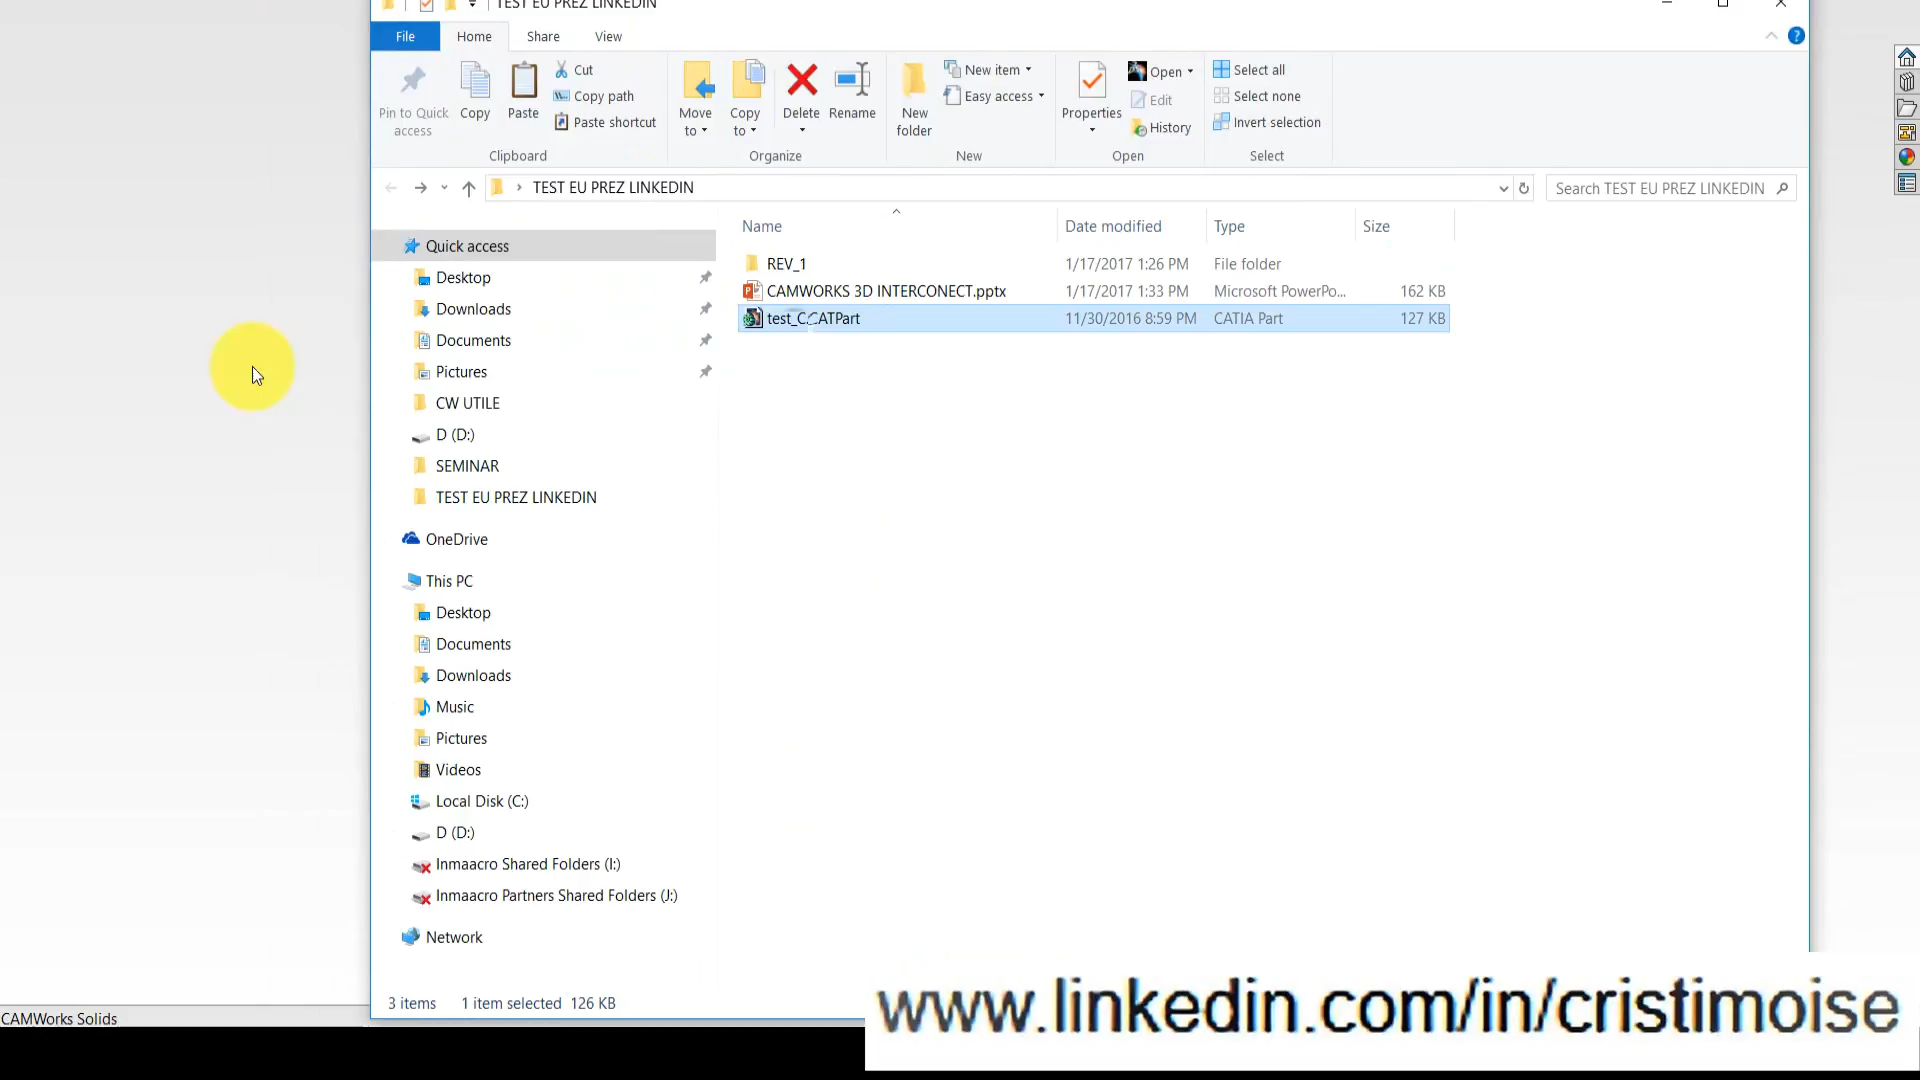 TEST EU PREZ LINKEDIN
File Home Share View
Pin to Quick access
Copy
Paste
Cut
Copy path
Paste shortcut
Clipboard
Move to
Copy to
Delete
Rename
Organize
New folder
New item
Easy access
New
Properties
Open
Edit
History
Open
Select all
Select none
Invert selection
Select
TEST EU PREZ LINKEDIN
Search TEST EU PREZ LINKEDIN
Name Date modified Type Size
REV_1 1/17/2017 1:26 PM File folder
CAMWORKS 3D INTERCONECT.pptx 1/17/2017 1:33 PM Microsoft PowerPo... 162 KB
test_C.CATPart 11/30/2016 8:59 PM CATIA Part 127 KB
Quick access
Desktop
Downloads
Documents
Pictures
CW UTILE
D (D:)
SEMINAR
TEST EU PREZ LINKEDIN
OneDrive
This PC
Desktop
Documents
Downloads
Music
Pictures
Videos
Local Disk (C:)
D (D:)
Inmaacro Shared Folders (I:)
Inmaacro Partners Shared Folders (J:)
Network
3 items 1 item selected 126 KB
CAMWorks Solids
www.linkedin.com/in/cristimoise